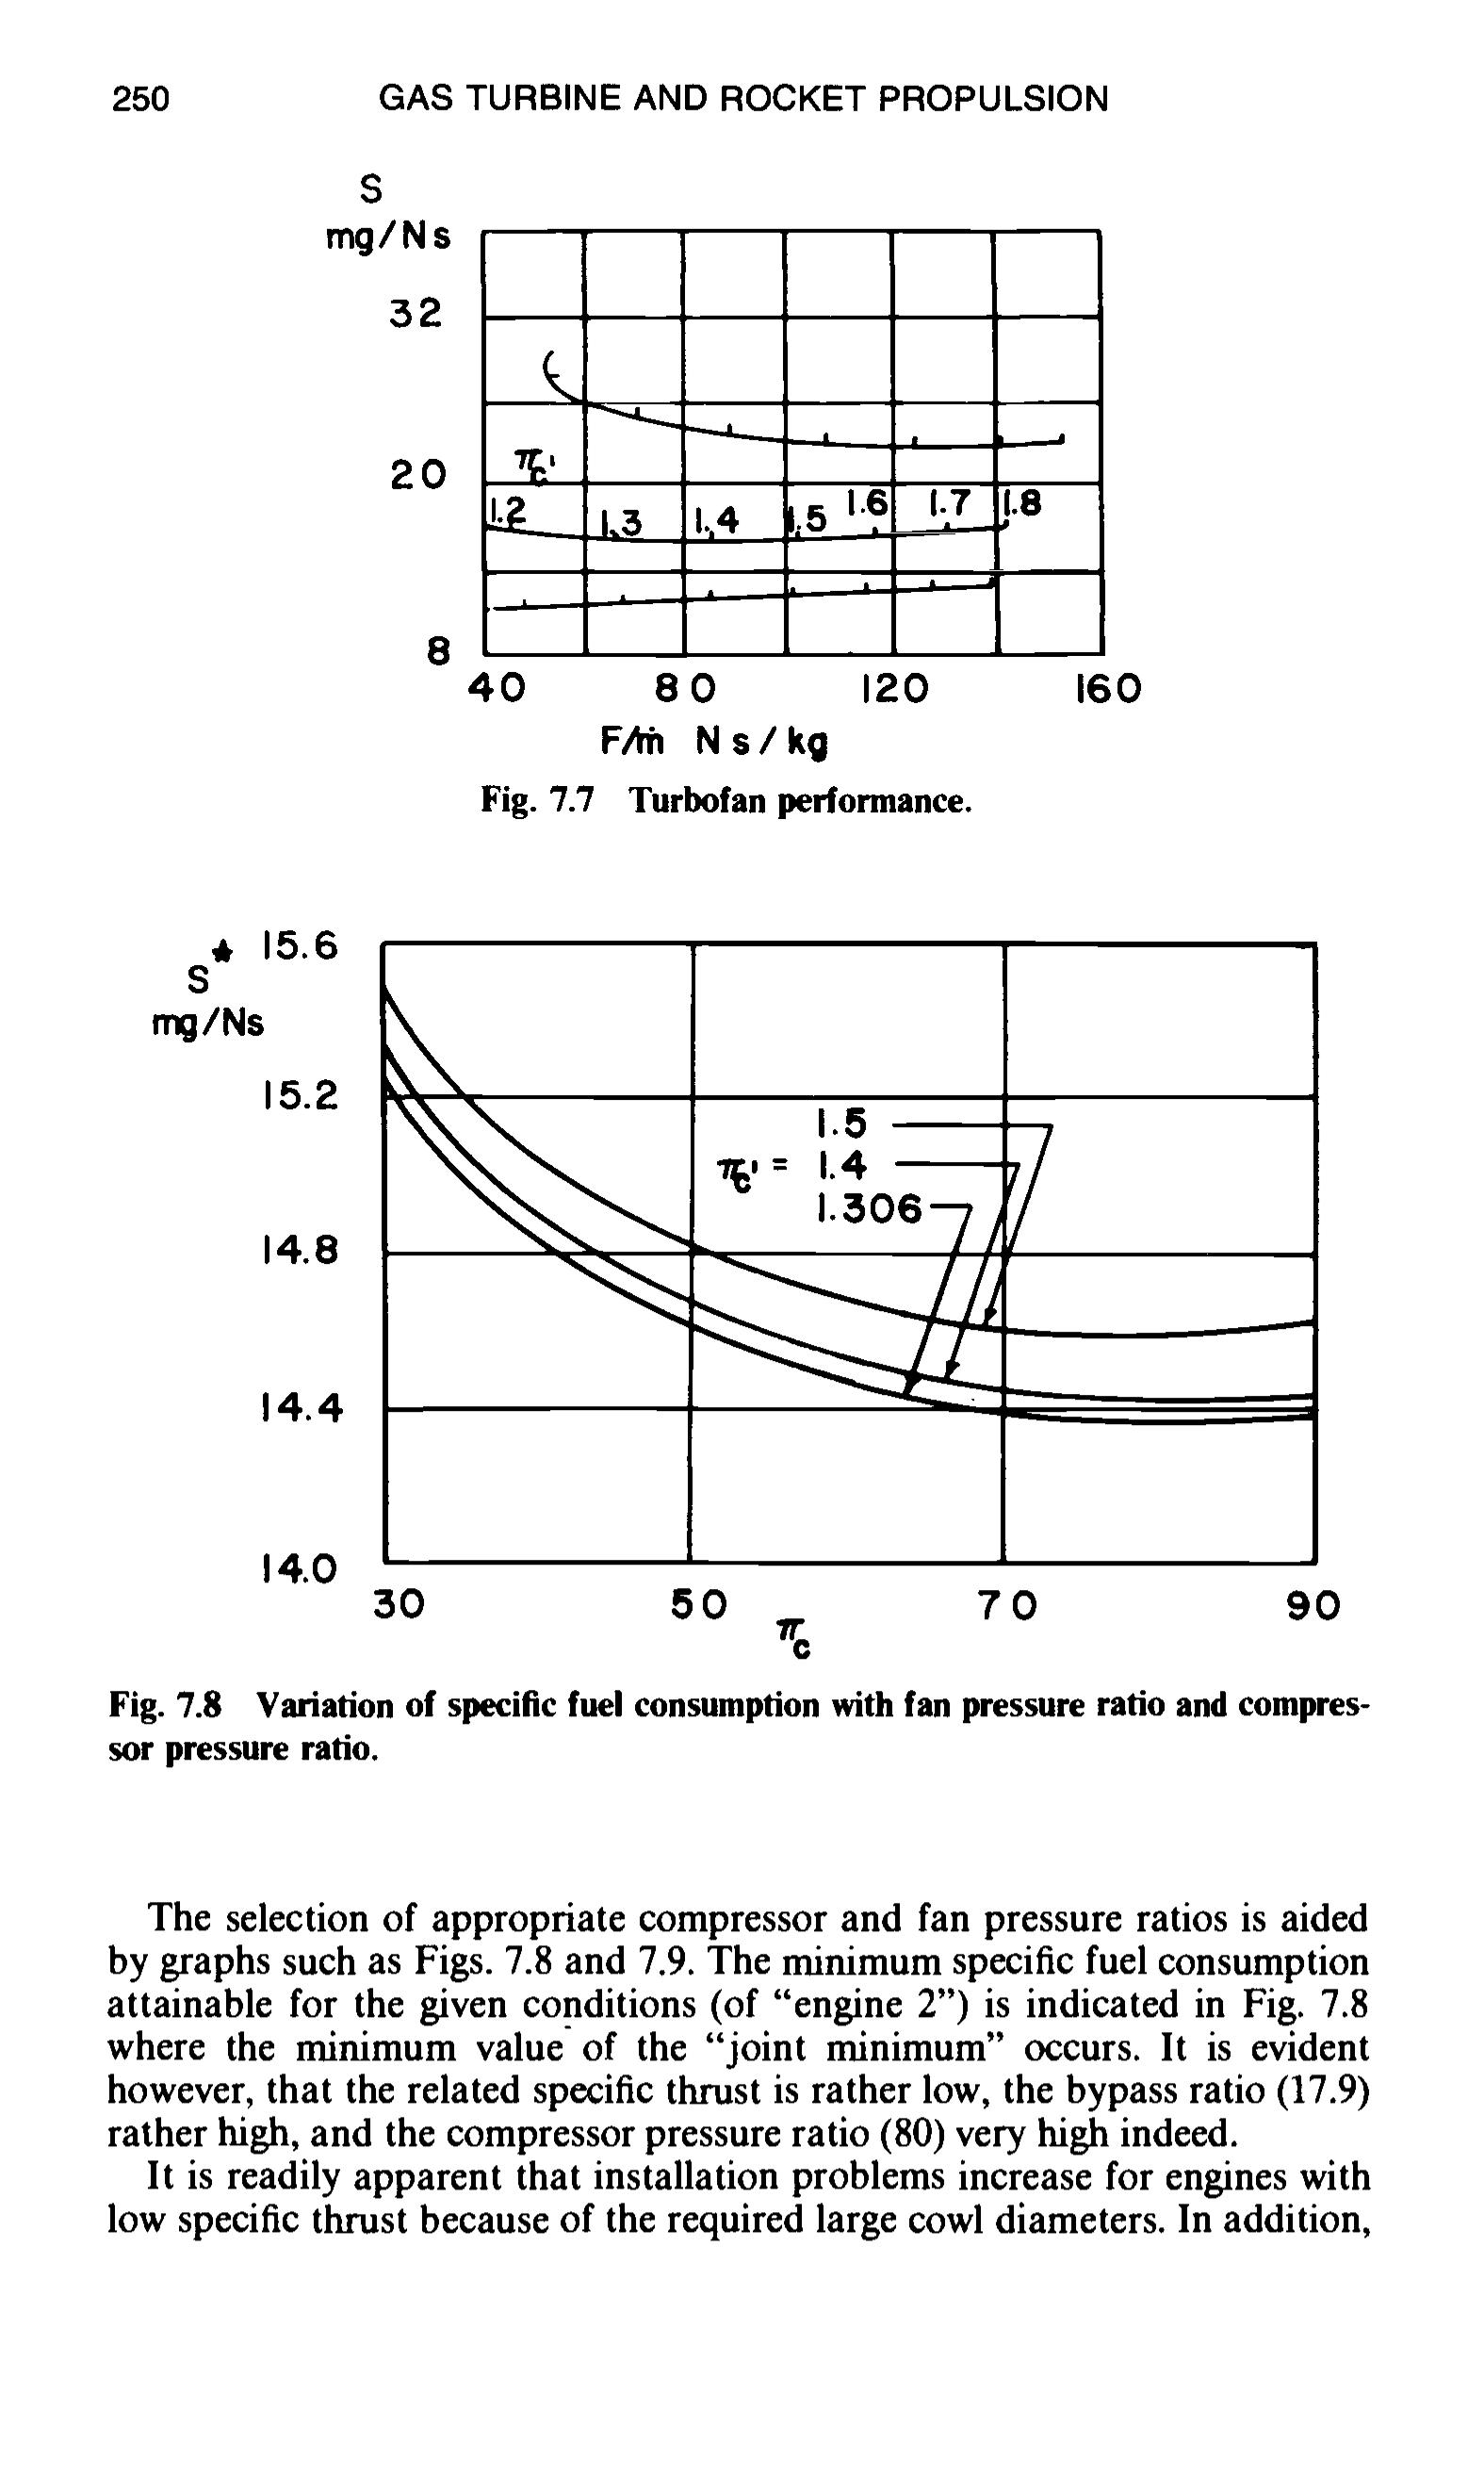 250 GAS TURBINE AND ROCKET PROPULSION
S
mg/Ns
32
20
8
πc'
1.2 1.3 1.4 1.5 1.6 1.7 1.8
40 80 120 160
F/ṁ Ns/kg
Fig. 7.7 Turbofan performance.
S* 15.6
mg/Ns
15.2
14.8
14.4
14.0
1.5
πc' = 1.4
1.306
30 50 70 90
πc
Fig. 7.8 Variation of specific fuel consumption with fan pressure ratio and compres-
sor pressure ratio.
The selection of appropriate compressor and fan pressure ratios is aided
by graphs such as Figs. 7.8 and 7.9. The minimum specific fuel consumption
attainable for the given conditions (of “engine 2”) is indicated in Fig. 7.8
where the minimum value of the “joint minimum” occurs. It is evident
however, that the related specific thrust is rather low, the bypass ratio (17.9)
rather high, and the compressor pressure ratio (80) very high indeed.
It is readily apparent that installation problems increase for engines with
low specific thrust because of the required large cowl diameters. In addition,